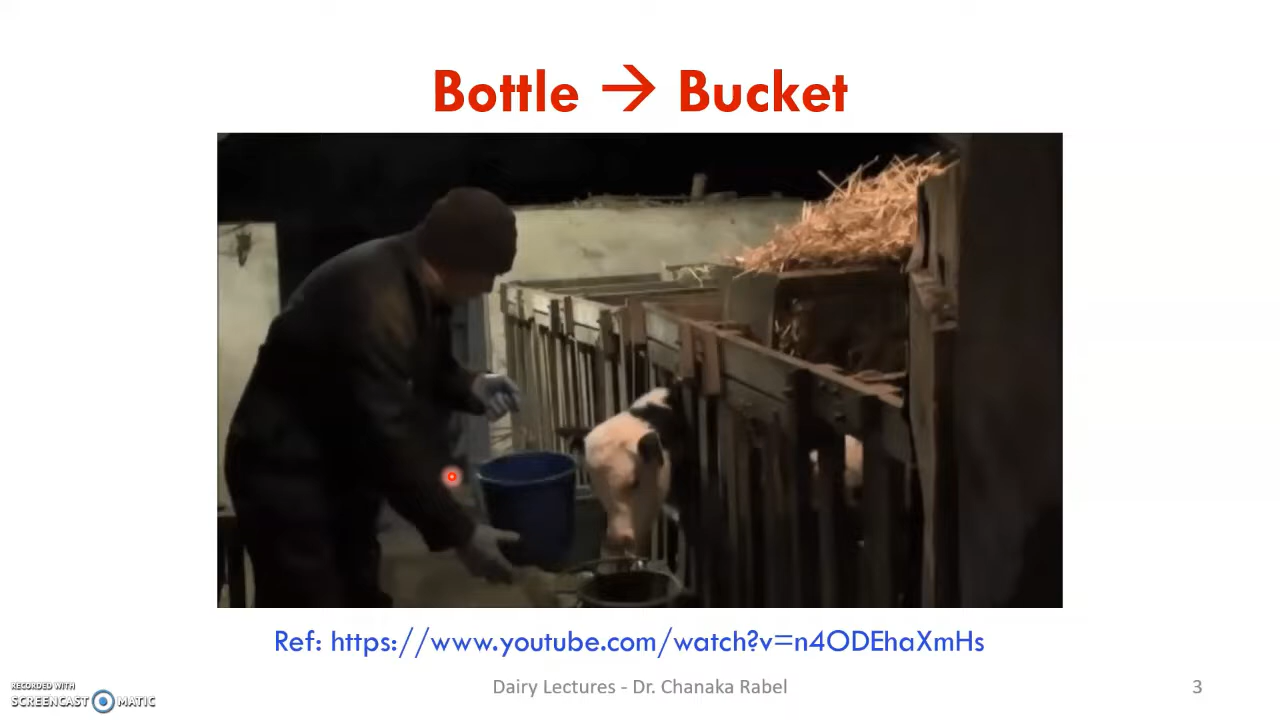 Bottle → Bucket
Ref: https://www.youtube.com/watch?v=n4ODEhaXmHs
RECORDED WITH
SCREENCAST MATIC
Dairy Lectures - Dr. Chanaka Rabel
3